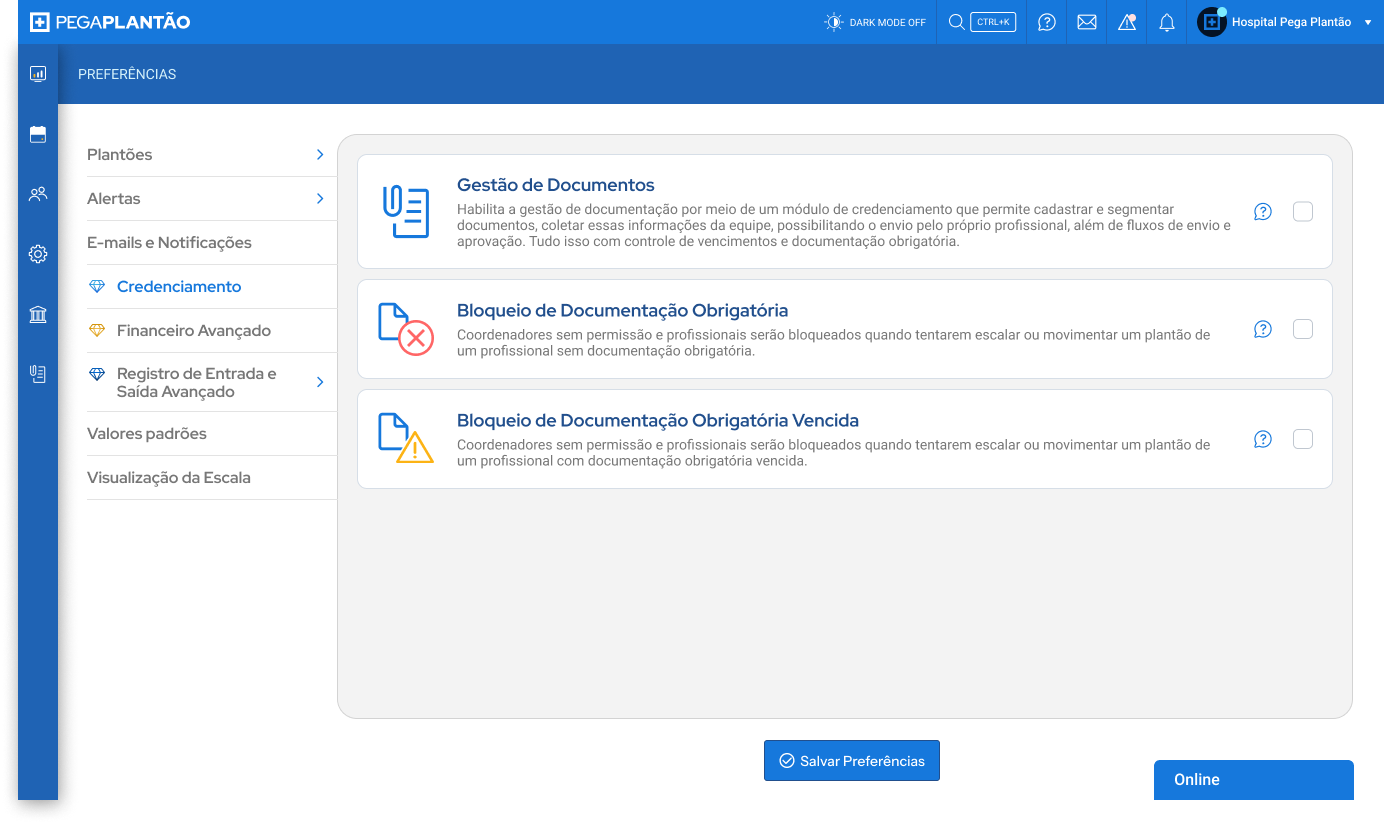 PEGAPLANTÃO
DARK MODE OFF
CTRL+K
Hospital Pega Plantão
PREFERÊNCIAS
Plantões
Alertas
E-mails e Notificações
Credenciamento
Financeiro Avançado
Registro de Entrada e
Saída Avançado
Valores padrões
Visualização da Escala
Gestão de Documentos
Habilita a gestão de documentação por meio de um módulo de credenciamento que permite cadastrar e segmentar
documentos, coletar essas informações da equipe, possibilitando o envio pelo próprio profissional, além de fluxos de envio e
aprovação. Tudo isso com controle de vencimentos e documentação obrigatória.
Bloqueio de Documentação Obrigatória
Coordenadores sem permissão e profissionais serão bloqueados quando tentarem escalar ou movimentar um plantão de
um profissional sem documentação obrigatória.
Bloqueio de Documentação Obrigatória Vencida
Coordenadores sem permissão e profissionais serão bloqueados quando tentarem escalar ou movimentar um plantão de
um profissional com documentação obrigatória vencida.
Salvar Preferências
Online